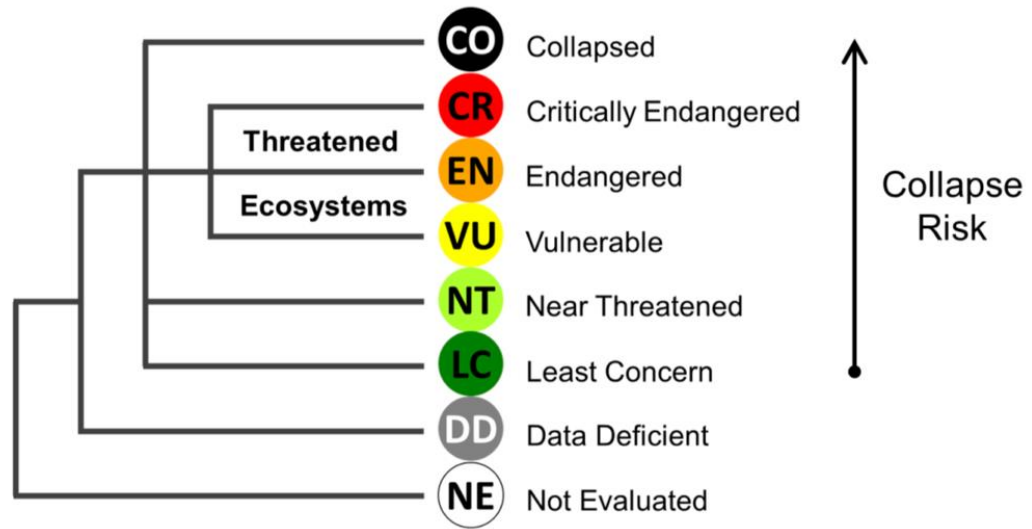 CO Collapsed
CR Critically Endangered
Threatened
EN Endangered
Ecosystems
VU Vulnerable
NT Near Threatened
LC Least Concern
DD Data Deficient
NE Not Evaluated
Collapse
Risk